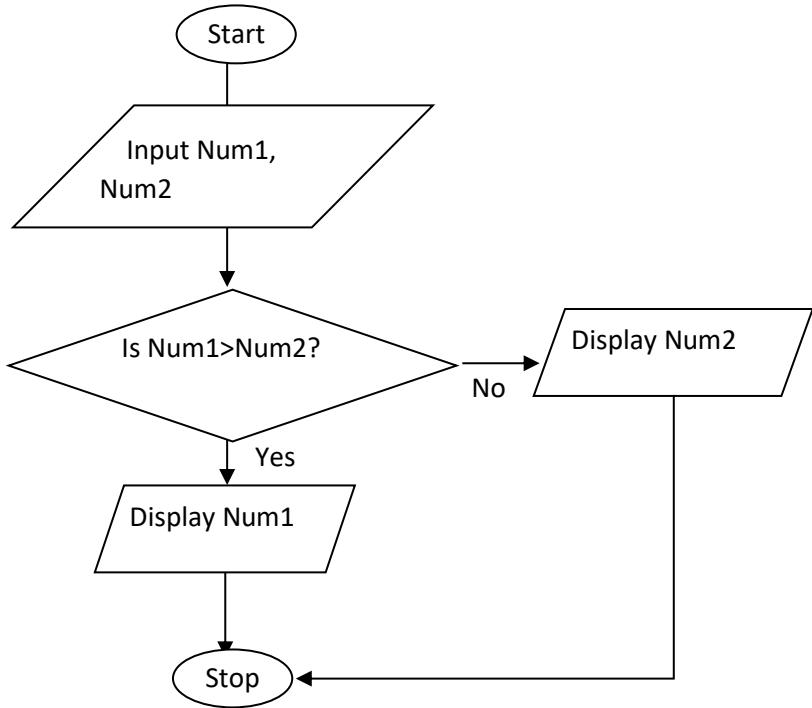 Start
Input Num1,
Num2
Is Num1>Num2?
Display Num2
No
Yes
Display Num1
Stop